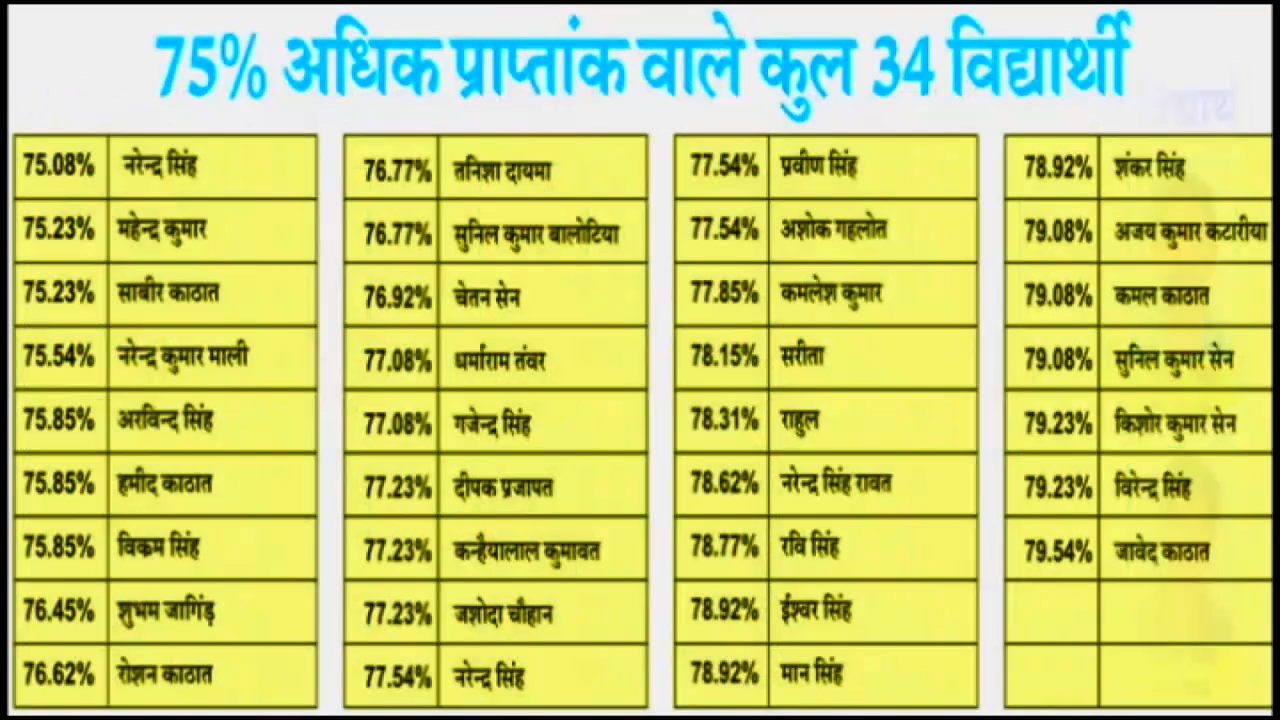 75% अधिक प्राप्तांक वाले कुल 34 विद्यार्थी
75.08% नरेन्द्र सिंह
75.23% महेन्द्र कुमार
75.23% साबीर काठात
75.54% नरेन्द्र कुमार माली
75.85% अरविन्द सिंह
75.85% हमीद काठात
75.85% विक्रम सिंह
76.45% शुभम जागिंड़
76.62% रोशन काठात
76.77% तनिशा दायमा
76.77% सुनिल कुमार बालोटिया
76.92% चेतन सेन
77.08% धर्माराम तंवर
77.08% गजेन्द्र सिंह
77.23% दीपक प्रजापत
77.23% कन्हैयालाल कुमावत
77.23% जशोदा चौहान
77.54% नरेन्द्र सिंह
77.54% प्रवीण सिंह
77.54% अशोक गहलोत
77.85% कमलेश कुमार
78.15% सरीता
78.31% राहुल
78.62% नरेन्द्र सिंह रावत
78.77% रवि सिंह
78.92% ईश्वर सिंह
78.92% मान सिंह
78.92% शंकर सिंह
79.08% अजय कुमार कटारीया
79.08% कमल काठात
79.08% सुनिल कुमार सेन
79.23% किशोर कुमार सेन
79.23% विरेन्द्र सिंह
79.54% जावेद काठात